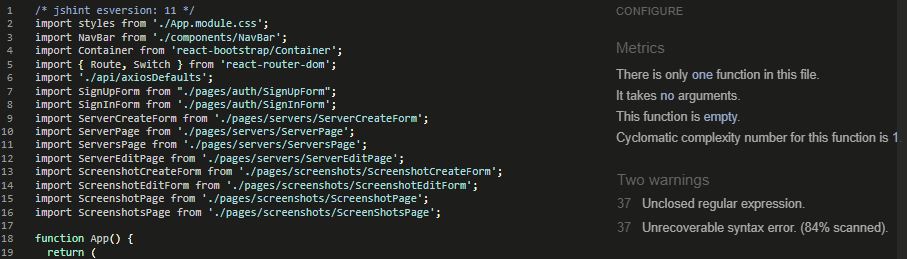 1 /* jshint esversion: 11 */
2 import styles from './App.module.css';
3 import NavBar from './components/NavBar';
4 import Container from 'react-bootstrap/Container';
5 import { Route, Switch } from 'react-router-dom';
6 import './api/axiosDefaults';
7 import SignUpForm from "./pages/auth/SignUpForm";
8 import SignInForm from './pages/auth/SignInForm';
9 import ServerCreateForm from './pages/servers/ServerCreateForm';
10 import ServerPage from './pages/servers/ServerPage';
11 import ServersPage from './pages/servers/ServersPage';
12 import ServerEditPage from './pages/servers/ServerEditPage';
13 import ScreenshotCreateForm from './pages/screenshots/ScreenshotCreateForm';
14 import ScreenshotEditForm from './pages/screenshots/ScreenshotEditForm';
15 import ScreenshotPage from './pages/screenshots/ScreenshotPage';
16 import ScreenshotsPage from './pages/screenshots/ScreenShotsPage';
17
18 function App() {
19 return (
CONFIGURE
Metrics
There is only one function in this file.
It takes no arguments.
This function is empty.
Cyclomatic complexity number for this function is 1
Two warnings
37 Unclosed regular expression.
37 Unrecoverable syntax error. (84% scanned).